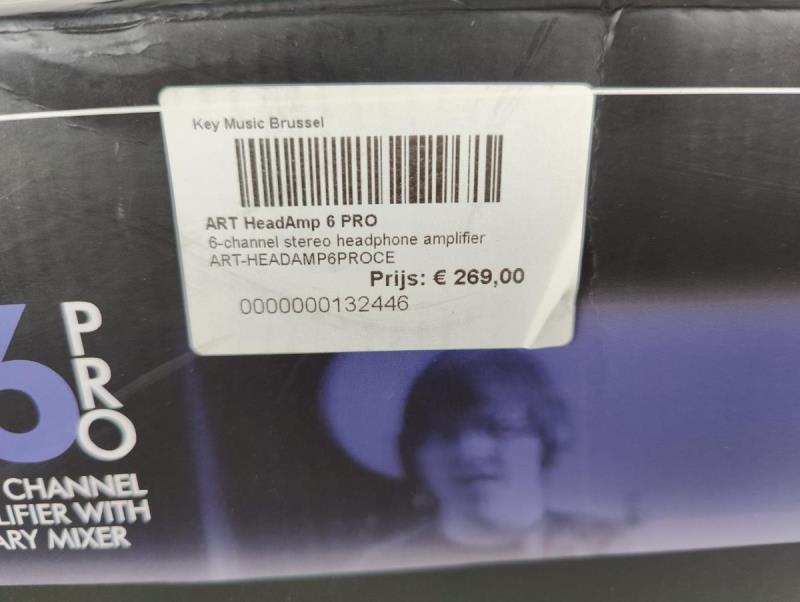 Key Music Brussel
ART HeadAmp 6 PRO
6-channel stereo headphone amplifier
ART-HEADAMP6PROCE
Prijs: € 269,00
0000000132446
6
PRO
CHANNEL
LIFIER WITH
ARY MIXER